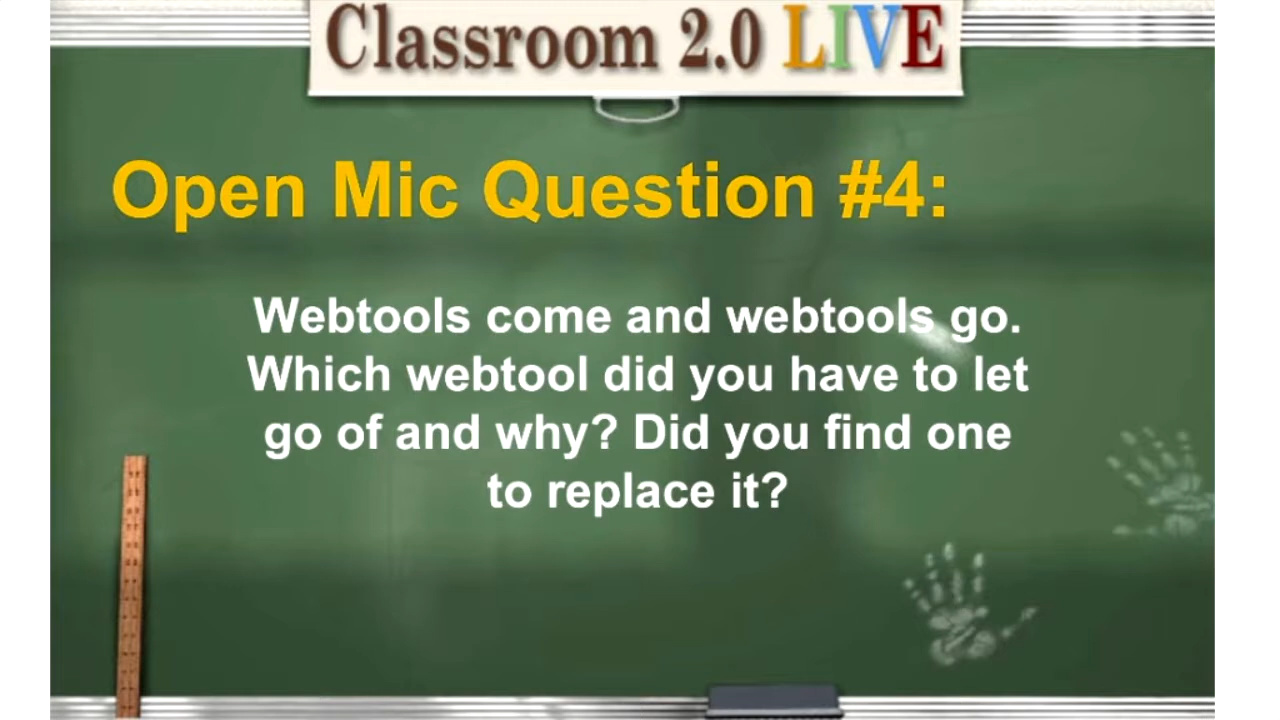 Classroom 2.0 LIVE
Open Mic Question #4:
Webtools come and webtools go.
Which webtool did you have to let
go of and why? Did you find one
to replace it?